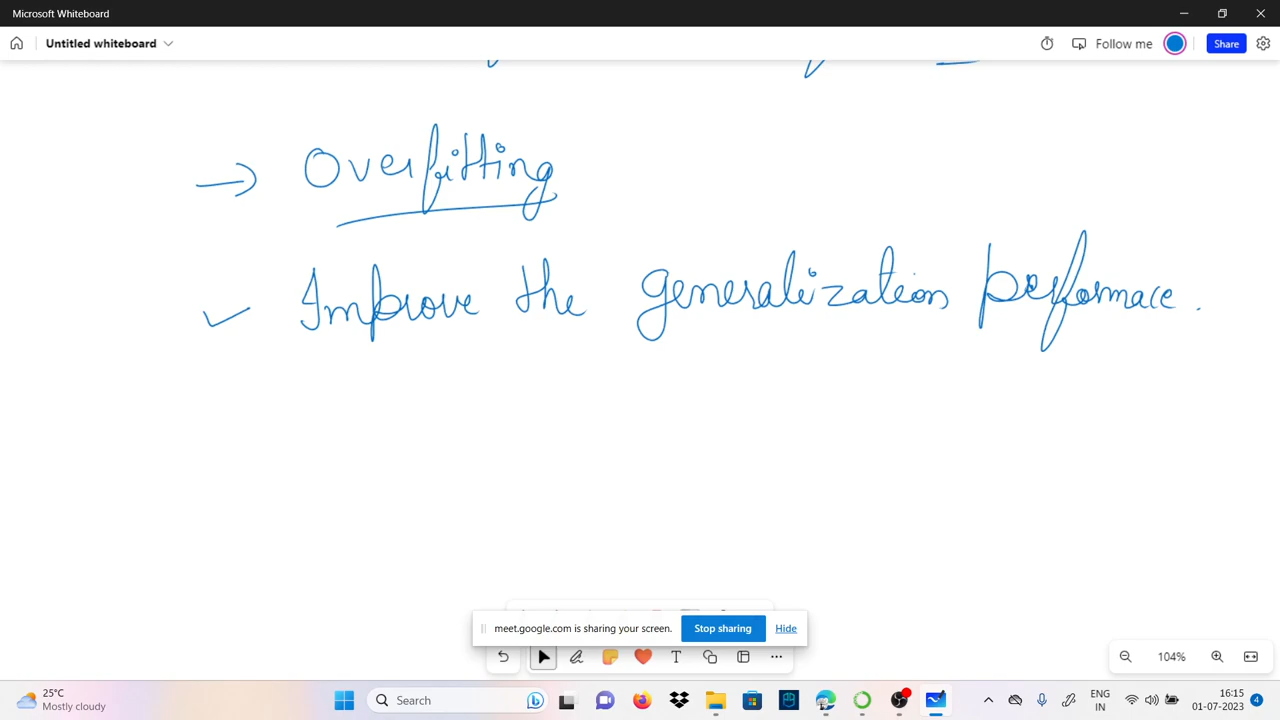 Microsoft Whiteboard
Untitled whiteboard
Follow me
Share
→ Overfitting
✓ Improve the generalization performace.
meet.google.com is sharing your screen. Stop sharing Hide
104%
25°C
Mostly cloudy
Search
ENG
IN
16:15
01-07-2023
4